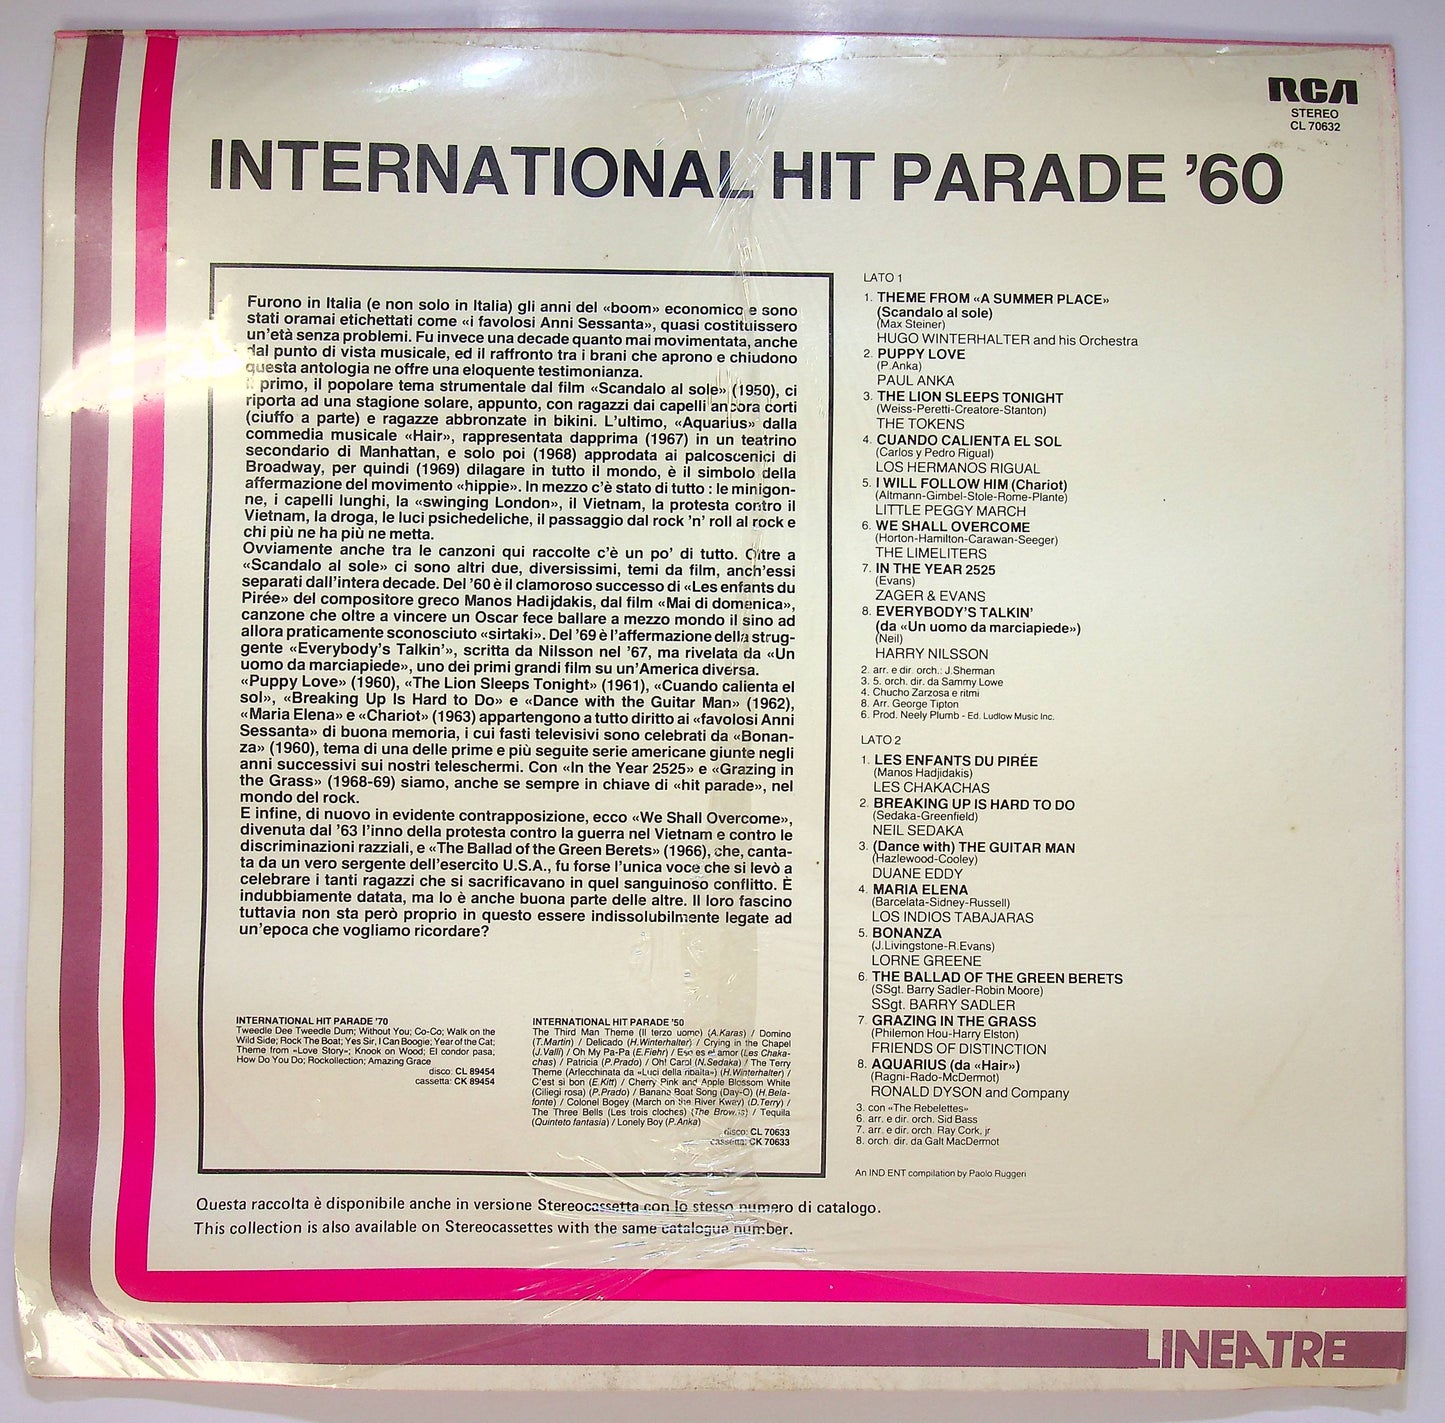 RCA
STEREO
CL 70632
INTERNATIONAL HIT PARADE '60
Furono in Italia (e non solo in Italia) gli anni del «boom» economico e sono
stati oramai etichettati come «i favolosi Anni Sessanta», quasi costituissero
un'età senza problemi. Fu invece una decade quanto mai movimentata, anche
dal punto di vista musicale, ed il raffronto tra i brani che aprono e chiudono
questa antologia ne offre una eloquente testimonianza.
Il primo, il popolare tema strumentale dal film «Scandalo al sole» (1950), ci
riporta ad una stagione solare, appunto, con ragazzi dai capelli ancora corti
(ciuffo a parte) e ragazze abbronzate in bikini. L'ultimo, «Aquarius» dalla
commedia musicale «Hair», rappresentata dapprima (1967) in un teatrino
secondario di Manhattan, e solo poi (1968) approdata ai palcoscenici di
Broadway, per quindi (1969) dilagare in tutto il mondo, è il simbolo della
affermazione del movimento «hippie». In mezzo c'è stato di tutto : le minigon-
ne, i capelli lunghi, la «swinging London», il Vietnam, la protesta contro il
Vietnam, la droga, le luci psichedeliche, il passaggio dal rock 'n' roll al rock e
chi più ne ha più ne metta.
Ovviamente anche tra le canzoni qui raccolte c'è un po' di tutto. Oltre a
«Scandalo al sole» ci sono altri due, diversissimi, temi da film, anch'essi
separati dall'intera decade. Del '60 è il clamoroso successo di «Les enfants du
Pirée» del compositore greco Manos Hadijdakis, dal film «Mai di domenica»,
canzone che oltre a vincere un Oscar fece ballare a mezzo mondo il sino ad
allora praticamente sconosciuto «sirtaki». Del '69 è l'affermazione della strug-
gente «Everybody's Talkin'», scritta da Nilsson nel '67, ma rivelata da «Un
uomo da marciapiede», uno dei primi grandi film su un'America diversa.
«Puppy Love» (1960), «The Lion Sleeps Tonight» (1961), «Cuando calienta el
sol», «Breaking Up Is Hard to Do» e «Dance with the Guitar Man» (1962),
«Maria Elena» e «Chariot» (1963) appartengono a tutto diritto ai «favolosi Anni
Sessanta» di buona memoria, i cui fasti televisivi sono celebrati da «Bonan-
za» (1960), tema di una delle prime e più seguite serie americane giunte negli
anni successivi sui nostri teleschermi. Con «In the Year 2525» e «Grazing in
the Grass» (1968-69) siamo, anche se sempre in chiave di «hit parade», nel
mondo del rock.
E infine, di nuovo in evidente contrapposizione, ecco «We Shall Overcome»,
divenuta dal '63 l'inno della protesta contro la guerra nel Vietnam e contro le
discriminazioni razziali, e «The Ballad of the Green Berets» (1966), che, canta-
ta da un vero sergente dell'esercito U.S.A., fu forse l'unica voce che si levò a
celebrare i tanti ragazzi che si sacrificavano in quel sanguinoso conflitto. È
indubbiamente datata, ma lo è anche buona parte delle altre. Il loro fascino
tuttavia non sta però proprio in questo essere indissolubilmente legate ad
un'epoca che vogliamo ricordare?
INTERNATIONAL HIT PARADE '70
Tweedle Dee Tweedle Dum; Without You; Co-Co; Walk on the
Wild Side; Rock The Boat; Yes Sir, I Can Boogie; Year of the Cat;
Theme from «Love Story»; Knook on Wood; El condor pasa,
How Do You Do; Rockollection; Amazing Grace
disco: CL 89454
cassetta: CK 89454
INTERNATIONAL HIT PARADE '50
The Third Man Theme (Il terzo uomo) (A.Karas) / Domino
(T.Martin) / Delicado (H.Winterhalter) / Crying in the Chapel
(J.Valli) / Oh My Pa-Pa (E.Fiehr) / Eso es el amor (Les Chaka-
chas) / Patricia (P.Prado) / Oh! Carol (N.Sedaka) / The Terry
Theme (Arlecchinata da «Luci della ribalta») (H.Winterhalter) /
C'est si bon (E.Kitt) / Cherry Pink and Apple Blossom White
(Ciliegi rosa) (P.Prado) / Banana Boat Song (Day-O) (H.Bela-
fonte) / Colonel Bogey (March on the River Kway) (D.Terry) /
The Three Bells (Les trois cloches) (The Browns) / Tequila
(Quinteto fantasia) / Lonely Boy (P.Anka)
disco: CL 70633
cassetta: CK 70633
LATO 1
1. THEME FROM «A SUMMER PLACE»
(Scandalo al sole)
(Max Steiner)
HUGO WINTERHALTER and his Orchestra
2. PUPPY LOVE
(P.Anka)
PAUL ANKA
3. THE LION SLEEPS TONIGHT
(Weiss-Peretti-Creatore-Stanton)
THE TOKENS
4. CUANDO CALIENTA EL SOL
(Carlos y Pedro Rigual)
LOS HERMANOS RIGUAL
5. I WILL FOLLOW HIM (Chariot)
(Altmann-Gimbel-Stole-Rome-Plante)
LITTLE PEGGY MARCH
6. WE SHALL OVERCOME
(Horton-Hamilton-Carawan-Seeger)
THE LIMELITERS
7. IN THE YEAR 2525
(Evans)
ZAGER & EVANS
8. EVERYBODY'S TALKIN'
(da «Un uomo da marciapiede»)
(Neil)
HARRY NILSSON
2. arr. e dir. orch.: J.Sherman
3. 5. orch. dir. da Sammy Lowe
4. Chucho Zarzosa e ritmi
8. Arr. George Tipton
6. Prod. Neely Plumb - Ed. Ludlow Music Inc.
LATO 2
1. LES ENFANTS DU PIRÉE
(Manos Hadjidakis)
LES CHAKACHAS
2. BREAKING UP IS HARD TO DO
(Sedaka-Greenfield)
NEIL SEDAKA
3. (Dance with) THE GUITAR MAN
(Hazlewood-Cooley)
DUANE EDDY
4. MARIA ELENA
(Barcelata-Sidney-Russell)
LOS INDIOS TABAJARAS
5. BONANZA
(J.Livingstone-R.Evans)
LORNE GREENE
6. THE BALLAD OF THE GREEN BERETS
(SSgt. Barry Sadler-Robin Moore)
SSgt. BARRY SADLER
7. GRAZING IN THE GRASS
(Philemon Hou-Harry Elston)
FRIENDS OF DISTINCTION
8. AQUARIUS (da «Hair»)
(Ragni-Rado-McDermot)
RONALD DYSON and Company
3. con «The Rebelettes»
6. arr. e dir. orch. Sid Bass
7. arr. e dir. orch. Ray Cork, jr
8. orch. dir. da Galt MacDermot
An IND ENT compilation by Paolo Ruggeri
Questa raccolta è disponibile anche in versione Stereocassetta con lo stesso numero di catalogo.
This collection is also available on Stereocassettes with the same catalogue number.
LINEATRE